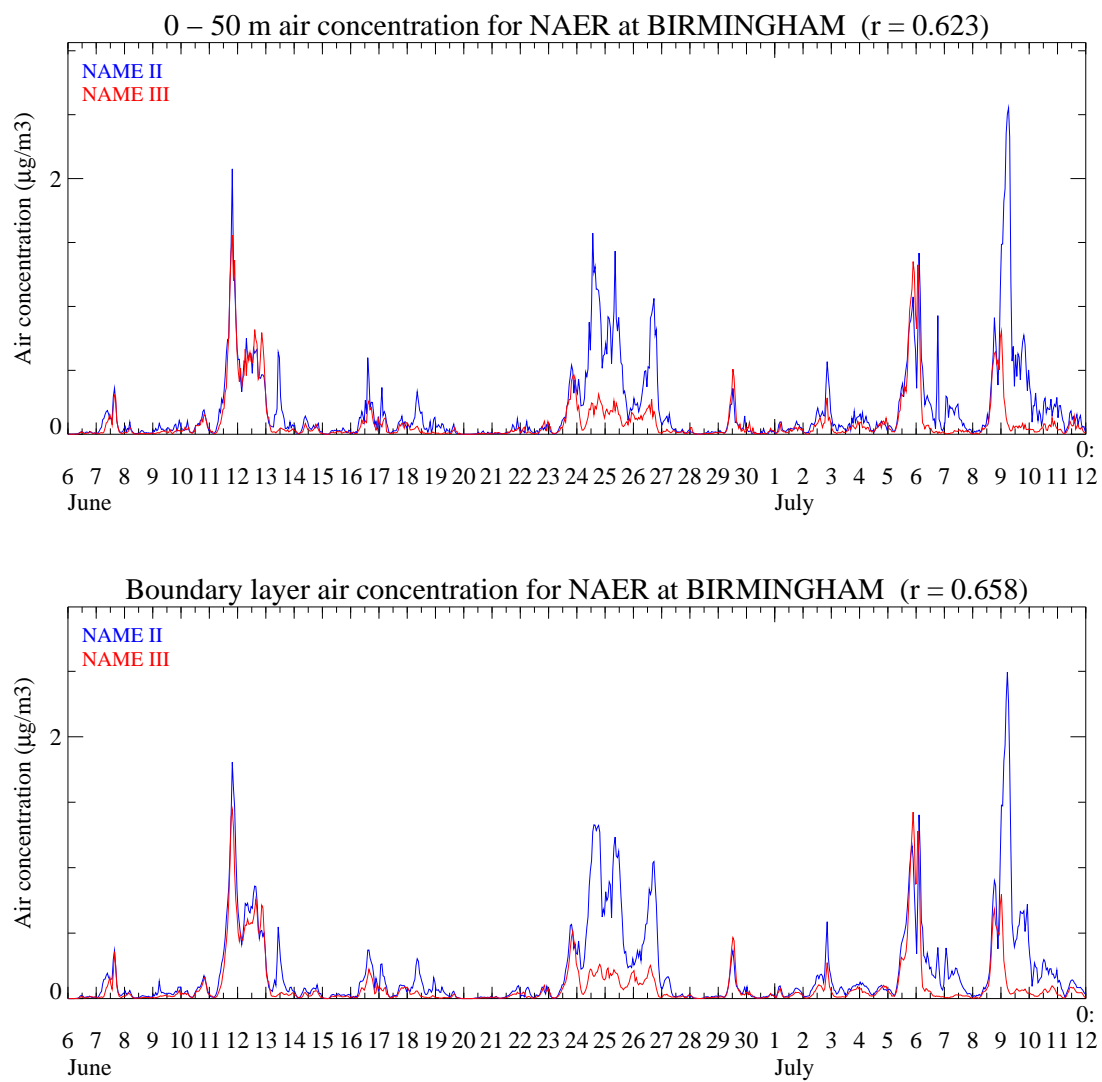 0 – 50 m air concentration for NAER at BIRMINGHAM (r = 0.623)
NAME II
NAME III
Air concentration (µg/m3)
2
0
0:
6 7 8 9 10 11 12 13 14 15 16 17 18 19 20 21 22 23 24 25 26 27 28 29 30 1 2 3 4 5 6 7 8 9 10 11 12
June July
Boundary layer air concentration for NAER at BIRMINGHAM (r = 0.658)
NAME II
NAME III
Air concentration (µg/m3)
2
0
0:
6 7 8 9 10 11 12 13 14 15 16 17 18 19 20 21 22 23 24 25 26 27 28 29 30 1 2 3 4 5 6 7 8 9 10 11 12
June July